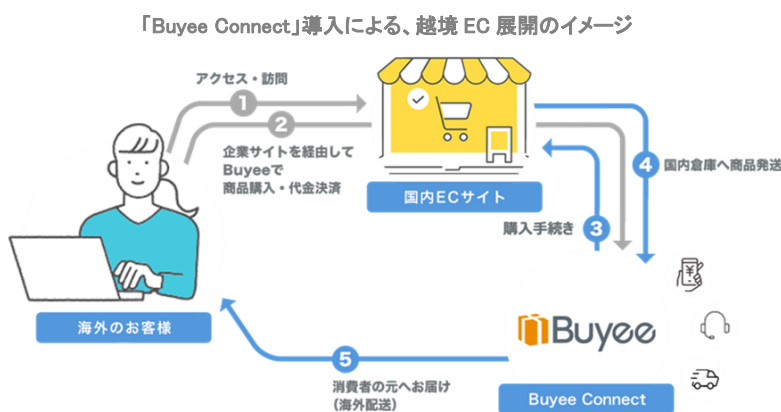 「Buyee Connect」導入による、越境 EC 展開のイメージ
アクセス・訪問
1
2
企業サイトを経由して
Buyeeで
商品購入・代金決済
国内ECサイト
4
国内倉庫へ商品発送
購入手続き
3
¥
海外のお客様
Buyee
5
消費者の元へお届け
（海外配送）
Buyee Connect